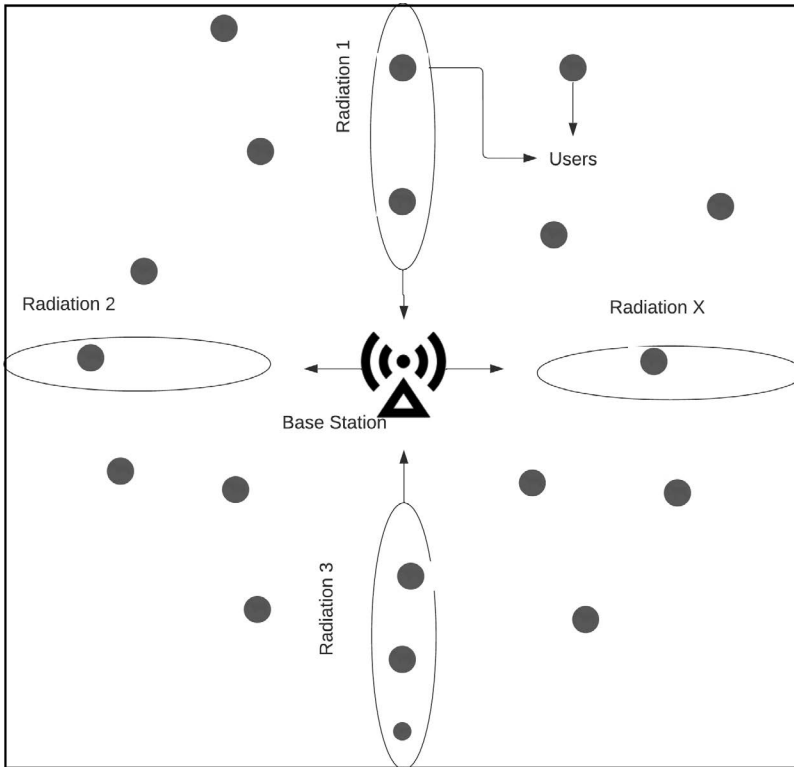 Radiation 1
Users
Radiation 2
Radiation X
Base Station
Radiation 3